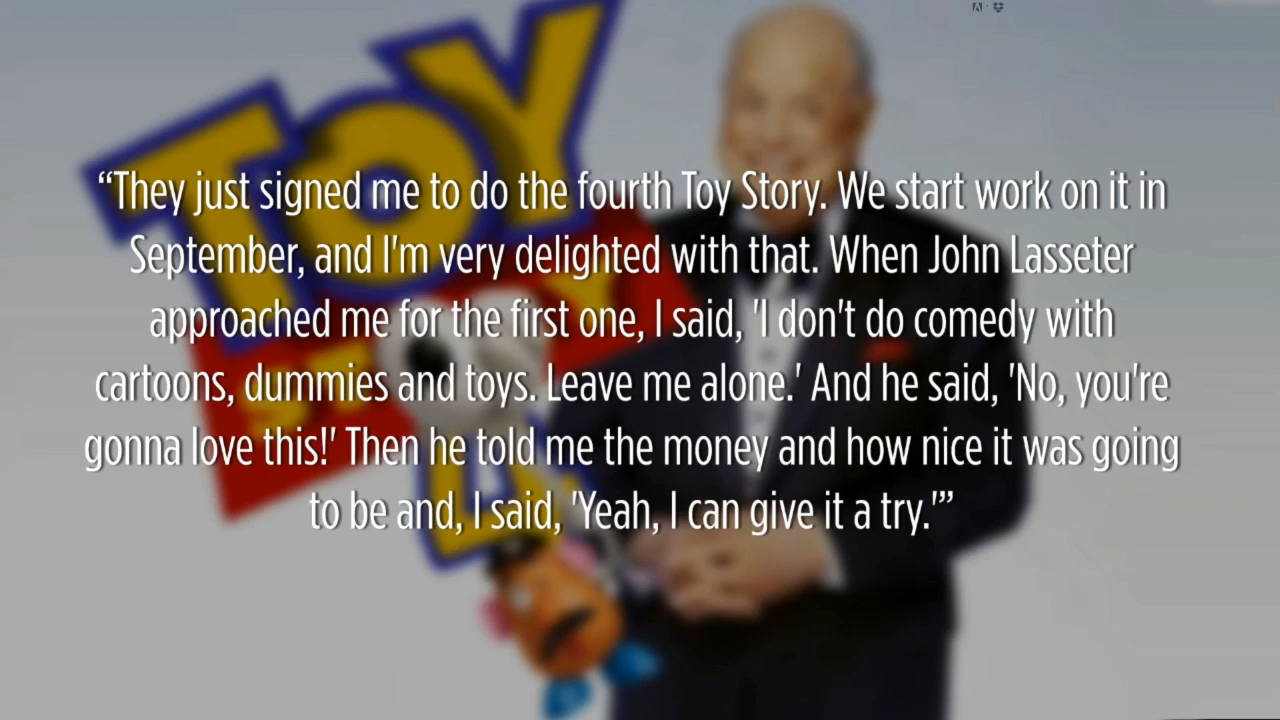 TOY
“They just signed me to do the fourth Toy Story. We start work on it in
September, and I'm very delighted with that. When John Lasseter
approached me for the first one, I said, 'I don't do comedy with
cartoons, dummies and toys. Leave me alone.' And he said, 'No, you're
gonna love this!' Then he told me the money and how nice it was going
to be and, I said, 'Yeah, I can give it a try.'”